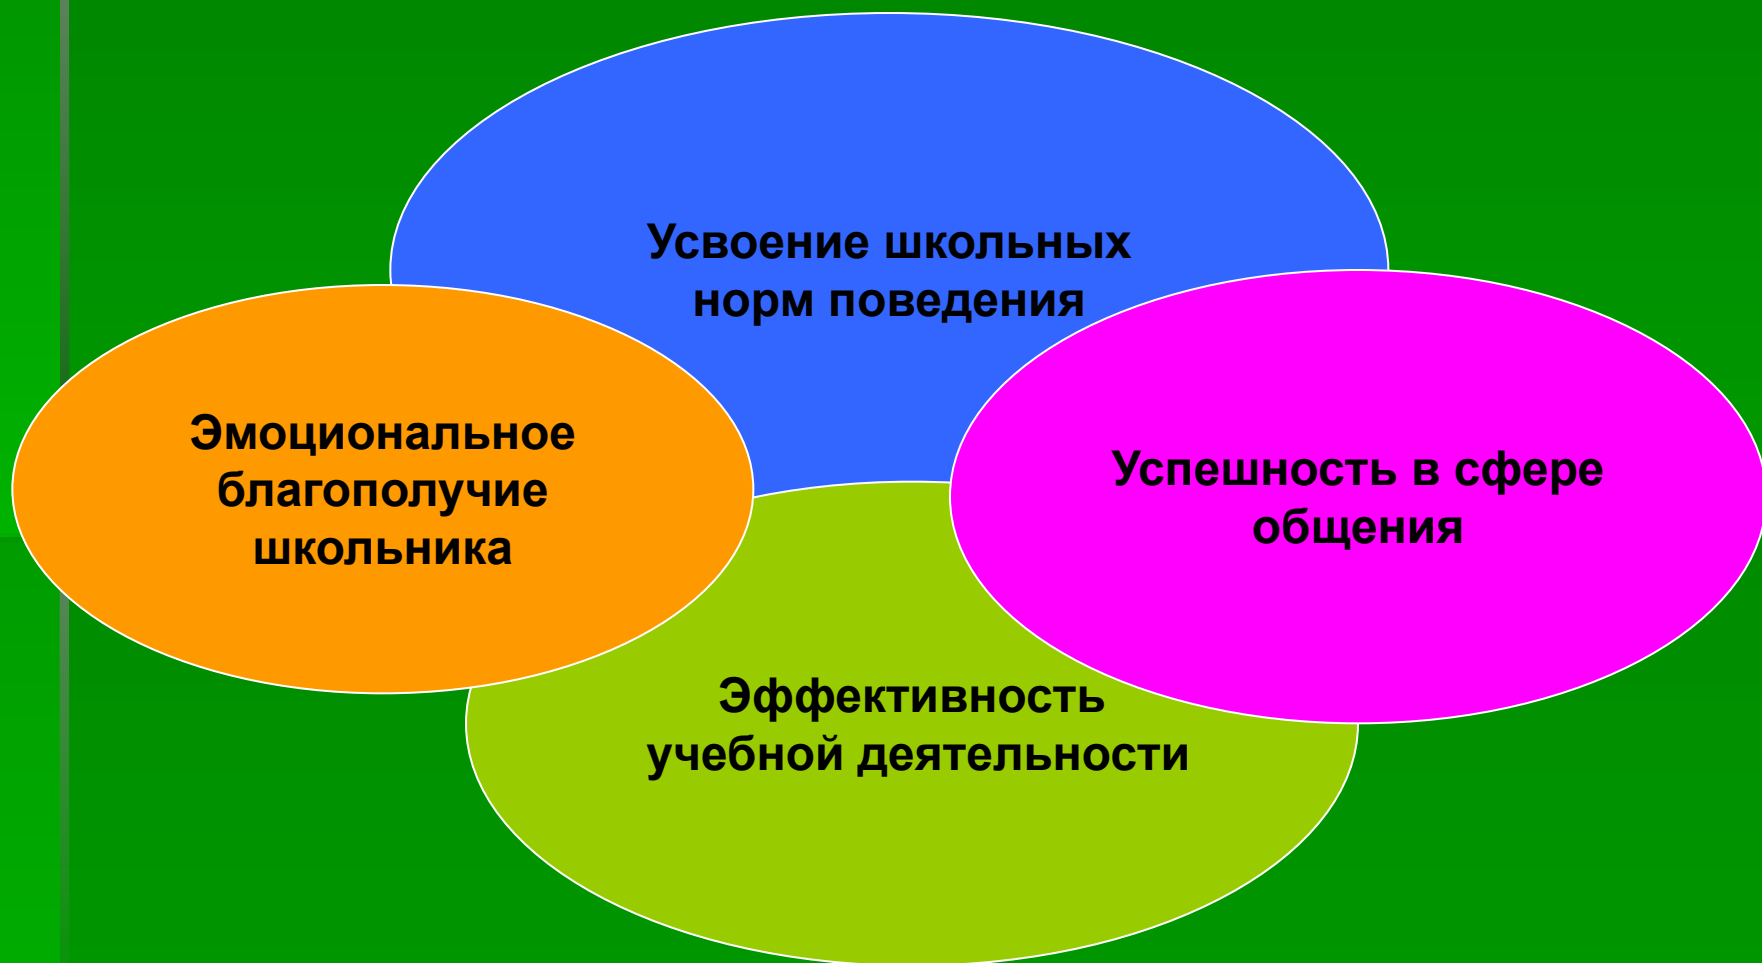 Усвоение школьных
норм поведения
Эмоциональное
благополучие
школьника
Успешность в сфере
общения
Эффективность
учебной деятельности